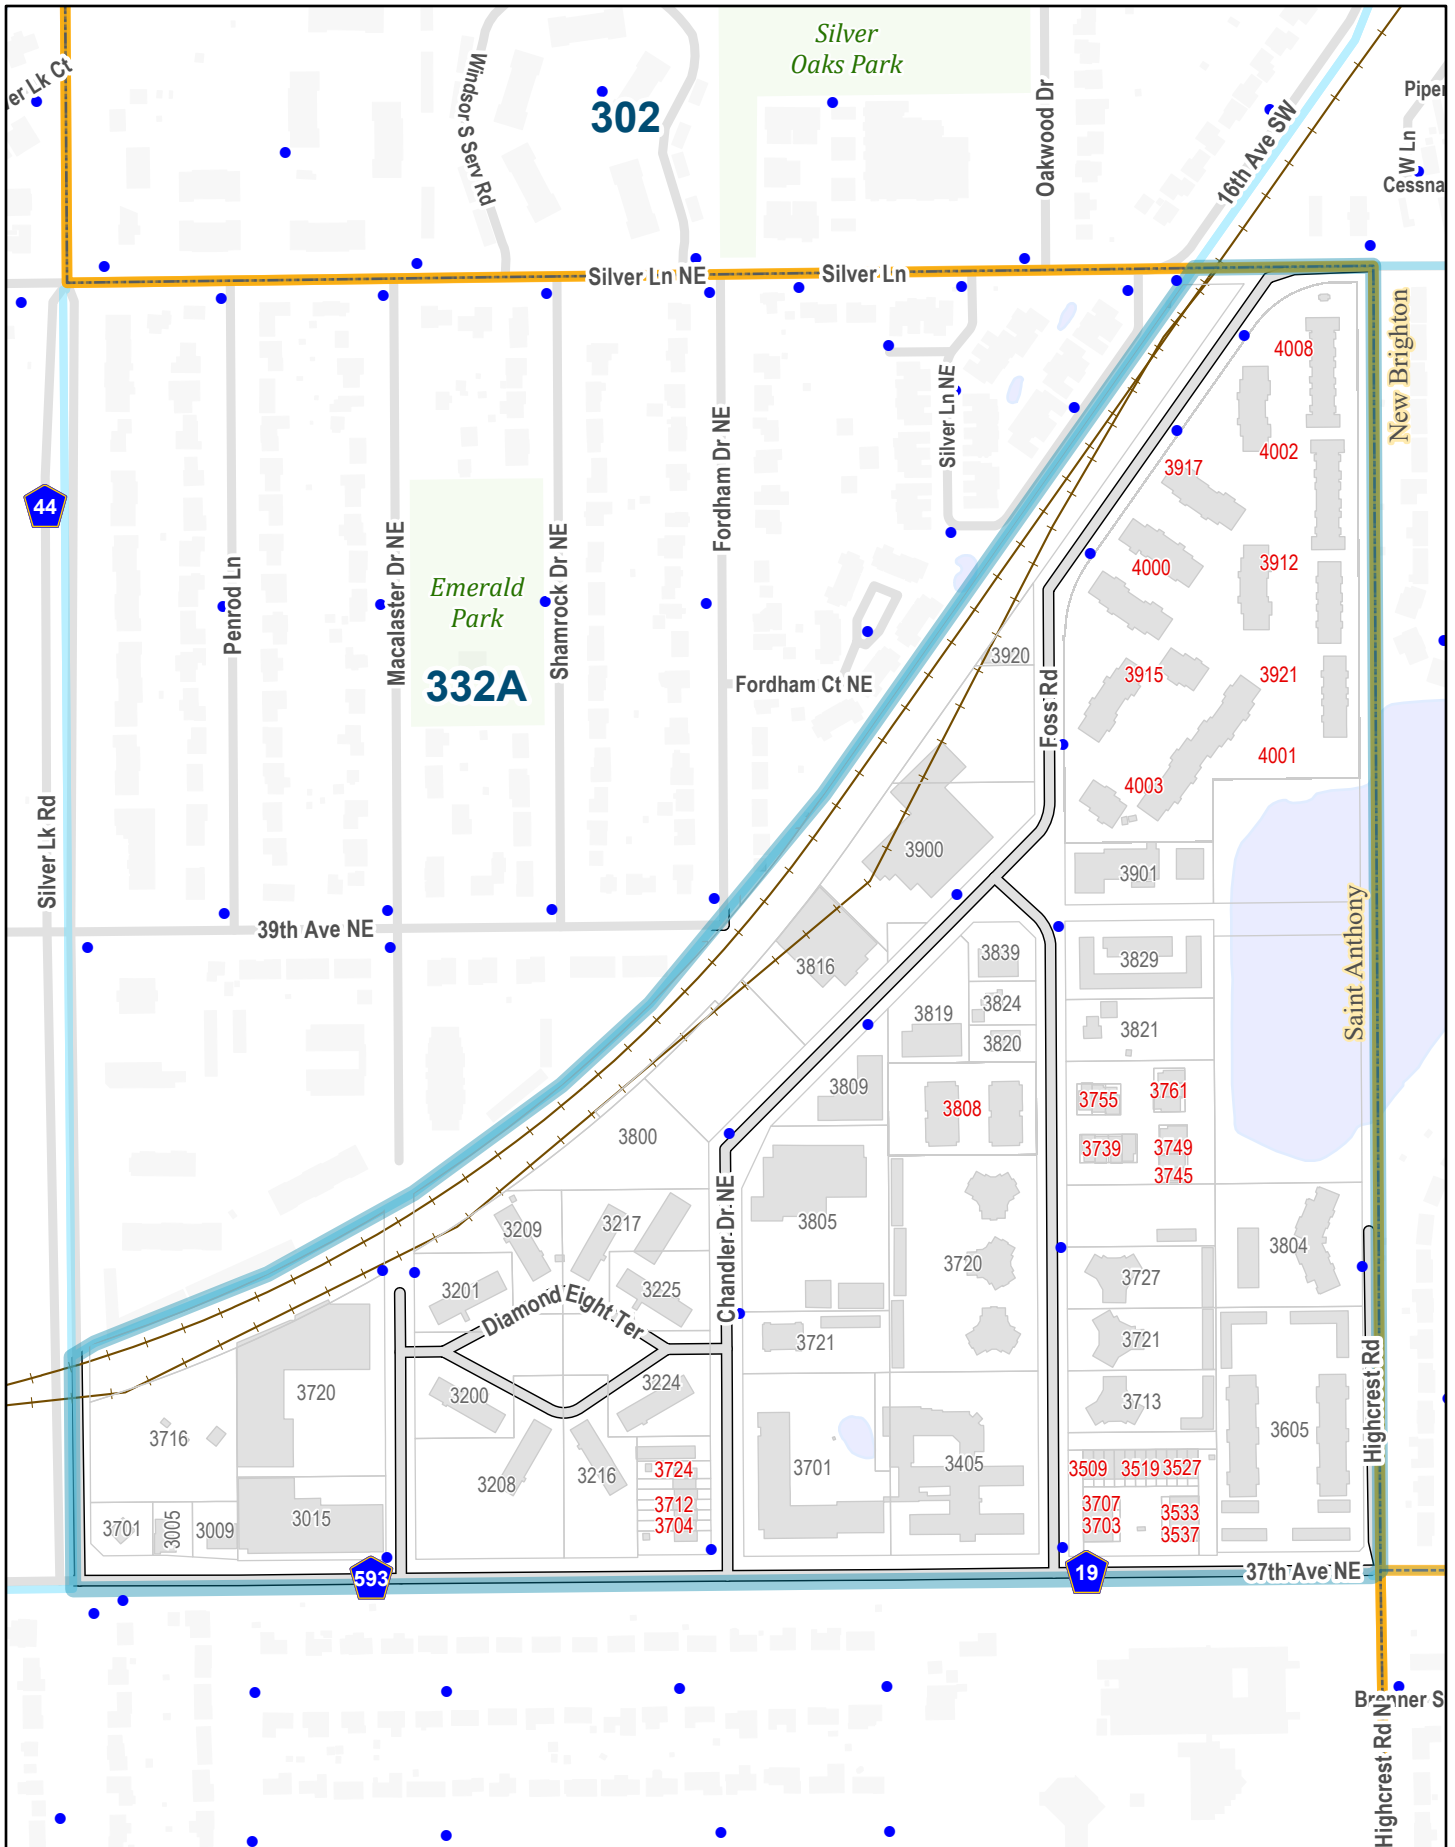 Silver
Oaks Park
er Lk Ct
Windsor S Serv Rd
302
Oakwood Dr
16th Ave SW
Piper
W Ln
Cessna
Silver Ln NE
Silver Ln
New Brighton
4008
4002
3917
Silver Ln NE
Fordham Dr NE
44
Penrod Ln
Macalaster Dr NE
Shamrock Dr NE
Emerald
Park
332A
Fordham Ct NE
4000
3912
3920
3915
3921
Foss Rd
4001
4003
Silver Lk Rd
3900
3901
39th Ave NE
Saint Anthony
3816
3839
3829
3824
3819
3821
3820
3809
3755
3761
3808
3800
3739
3749
3745
Chandler Dr NE
3209
3217
3805
3804
3720
3201
3225
3727
Diamond Eight Ter
3721
3721
3200
3224
3720
3713
Highcrest Rd
3716
3605
3701
3405
3208
3216
3724
3509
3519
3527
3712
3707
3533
3704
3703
3537
3701
3005
3009
3015
593
19
37th Ave NE
Brenner S
Highcrest Rd N